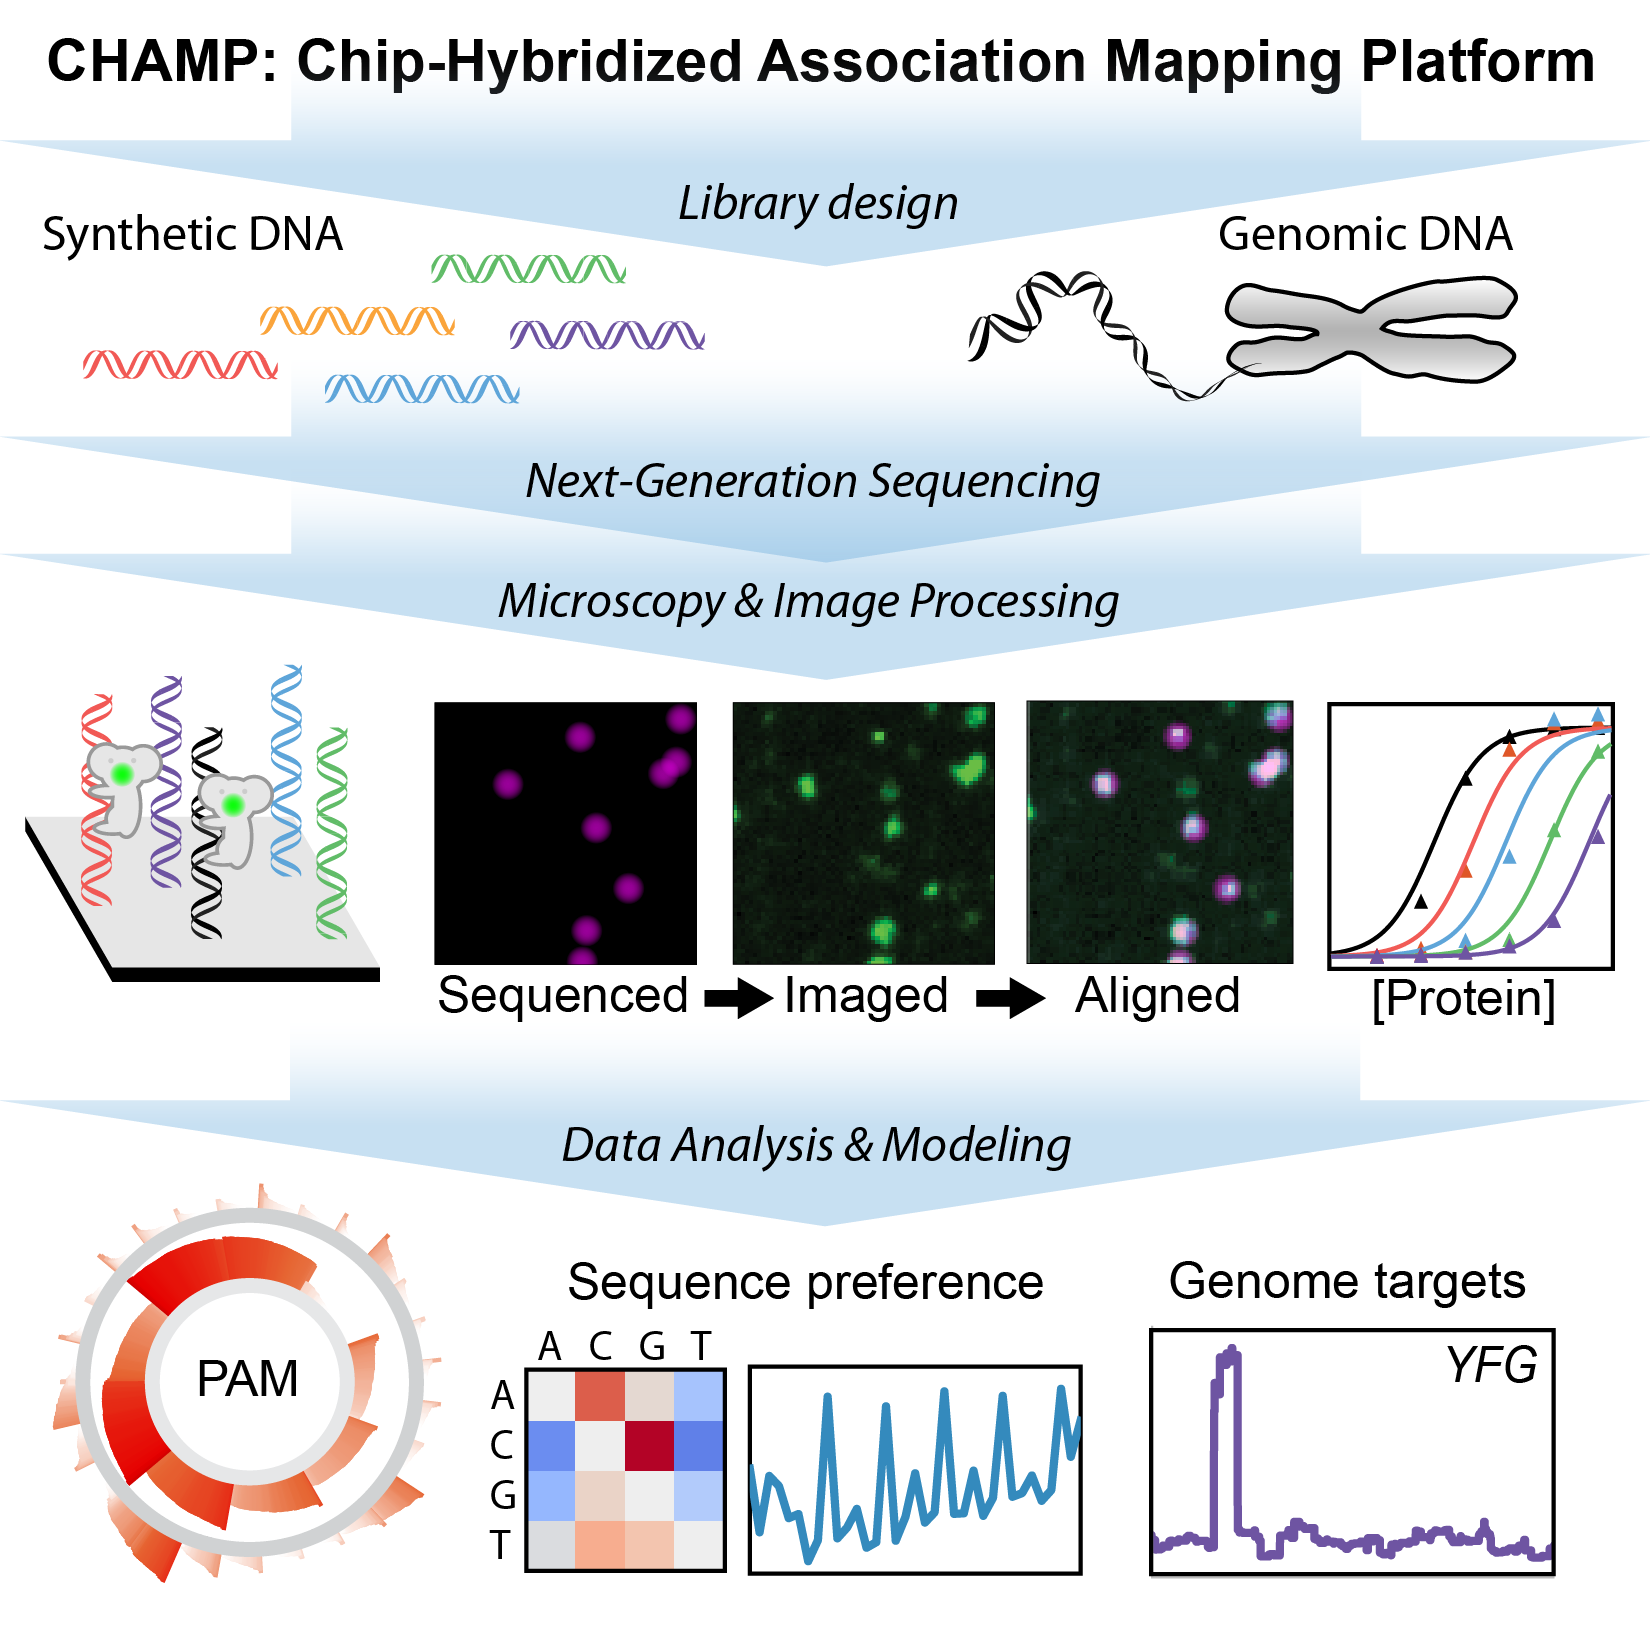 CHAMP: Chip-Hybridized Association Mapping Platform
Library design
Synthetic DNA
Genomic DNA
Next-Generation Sequencing
Microscopy & Image Processing
Sequenced
Imaged
Aligned
[Protein]
Data Analysis & Modeling
PAM
Sequence preference
A C G T
A
C
G
T
Genome targets
YFG